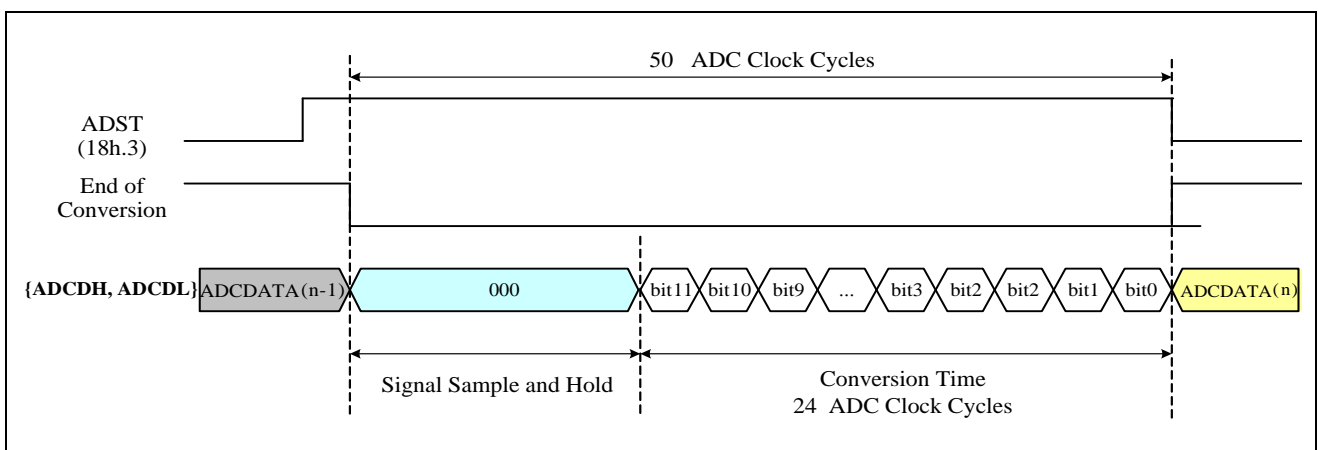 50 ADC Clock Cycles
ADST
(18h.3)
End of
Conversion
{ADCDH, ADCDL}
ADCDATA(n-1)
000
bit11
bit10
bit9
...
bit3
bit2
bit2
bit1
bit0
ADCDATA(n)
Signal Sample and Hold
Conversion Time
24 ADC Clock Cycles